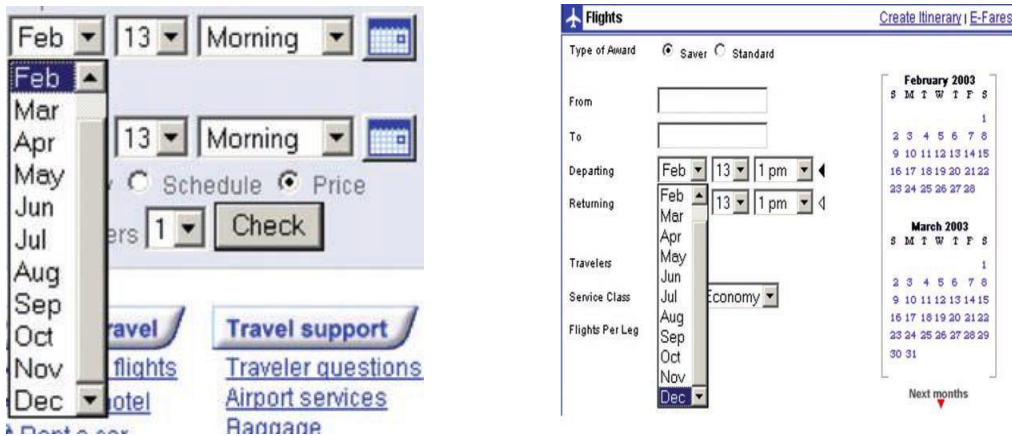 Feb 13 Morning
Feb
Mar
Apr
May
Jun
Jul
Aug
Sep
Oct
Nov
Dec
13 Morning
Schedule Price
ers 1 Check
ravel
flights
otel
Rent a car
Travel support
Traveler questions
Airport services
Baggage
Flights
Create Itinerary | E-Fares
Type of Award Saver Standard
From
To
Departing Feb 13 1 pm
Returning 13 1 pm
Feb
Mar
Apr
May
Jun
Jul
Aug
Sep
Oct
Nov
Dec
Travelers
Service Class Economy
Flights Per Leg
February 2003
S M T W T F S
1
2 3 4 5 6 7 8
9 10 11 12 13 14 15
16 17 18 19 20 21 22
23 24 25 26 27 28
March 2003
S M T W T F S
1
2 3 4 5 6 7 8
9 10 11 12 13 14 15
16 17 18 19 20 21 22
23 24 25 26 27 28 29
30 31
Next months